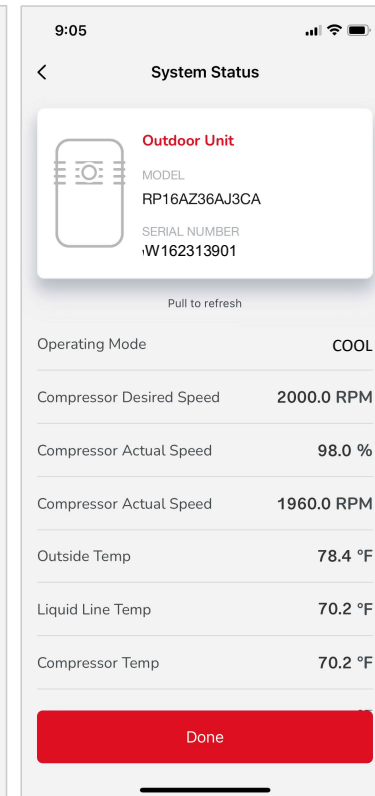 9:05
System Status
Outdoor Unit
MODEL
RP16AZ36AJ3CA
SERIAL NUMBER
W162313901
Pull to refresh
Operating Mode COOL
Compressor Desired Speed 2000.0 RPM
Compressor Actual Speed 98.0 %
Compressor Actual Speed 1960.0 RPM
Outside Temp 78.4 °F
Liquid Line Temp 70.2 °F
Compressor Temp 70.2 °F
Done